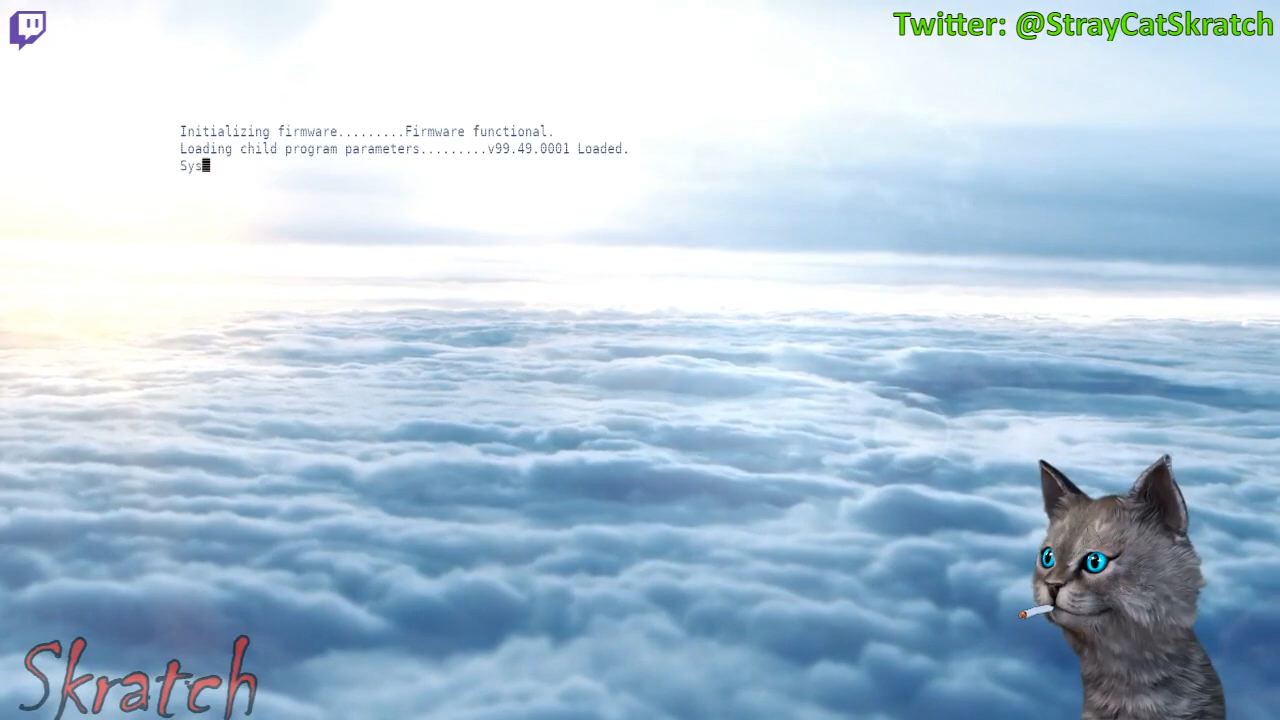 Twitter: @StrayCatSkratch
Initializing firmware.........Firmware functional.
Loading child program parameters.........v99.49.0001 Loaded.
Sys
Skratch